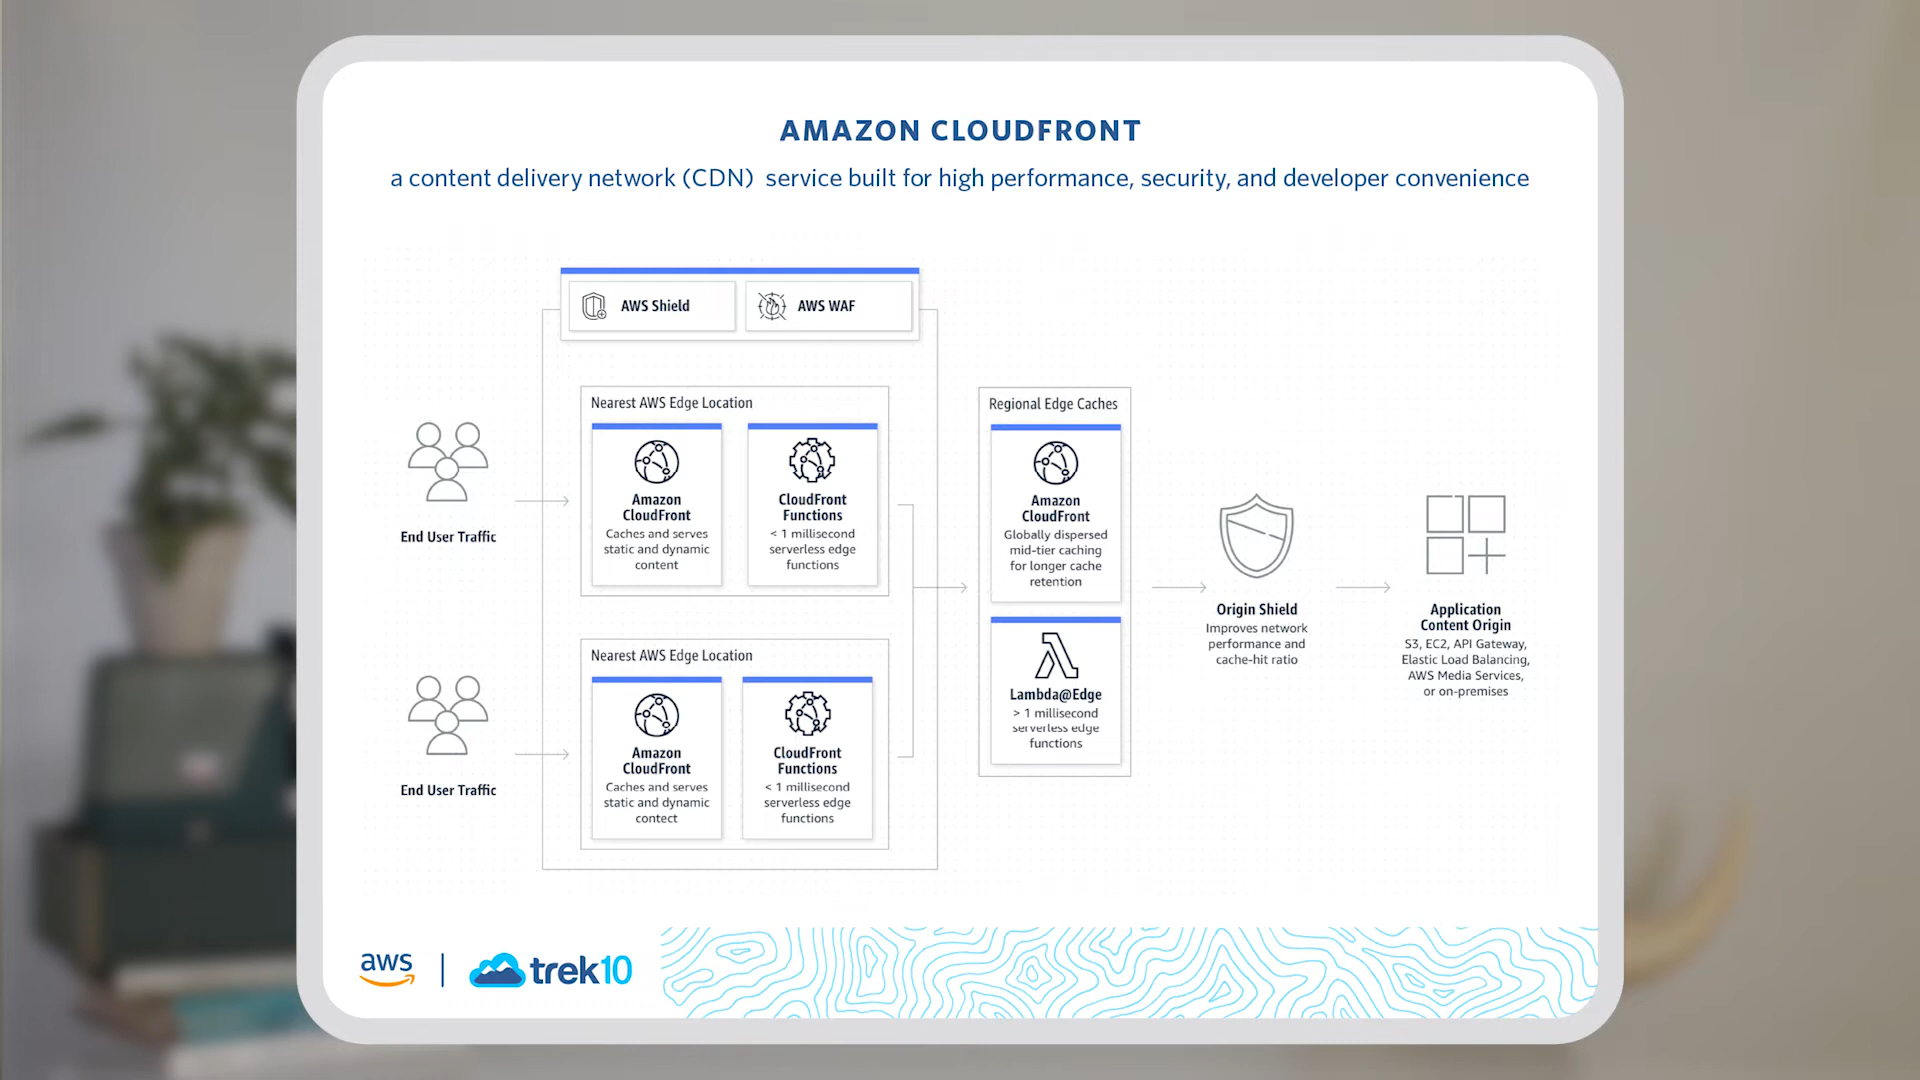 AMAZON CLOUDFRONT
a content delivery network (CDN) service built for high performance, security, and developer convenience
AWS Shield
AWS WAF
End User Traffic
Nearest AWS Edge Location
Amazon
CloudFront
Caches and serves
static and dynamic
content
CloudFront
Functions
< 1 millisecond
serverless edge
functions
End User Traffic
Nearest AWS Edge Location
Amazon
CloudFront
Caches and serves
static and dynamic
contect
CloudFront
Functions
< 1 millisecond
serverless edge
functions
Regional Edge Caches
Amazon
CloudFront
Globally dispersed
mid-tier caching
for longer cache
retention
Lambda@Edge
> 1 millisecond
serverless edge
functions
Origin Shield
Improves network
performance and
cache-hit ratio
Application
Content Origin
S3, EC2, API Gateway,
Elastic Load Balancing,
AWS Media Services,
or on-premises
aws
trek10